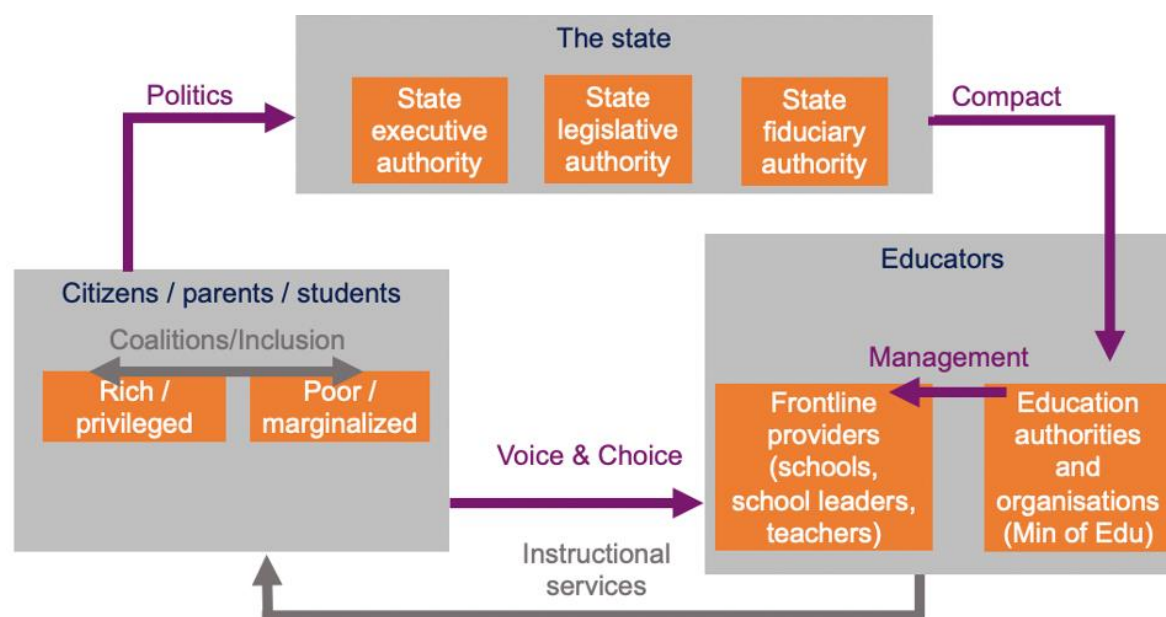 The state
Politics
State
executive
authority
State
legislative
authority
State
fiduciary
authority
Compact
Citizens / parents / students
Coalitions/Inclusion
Rich /
privileged
Poor /
marginalized
Voice & Choice
Educators
Management
Frontline
providers
(schools,
school leaders,
teachers)
Education
authorities
and
organisations
(Min of Edu)
Instructional
services